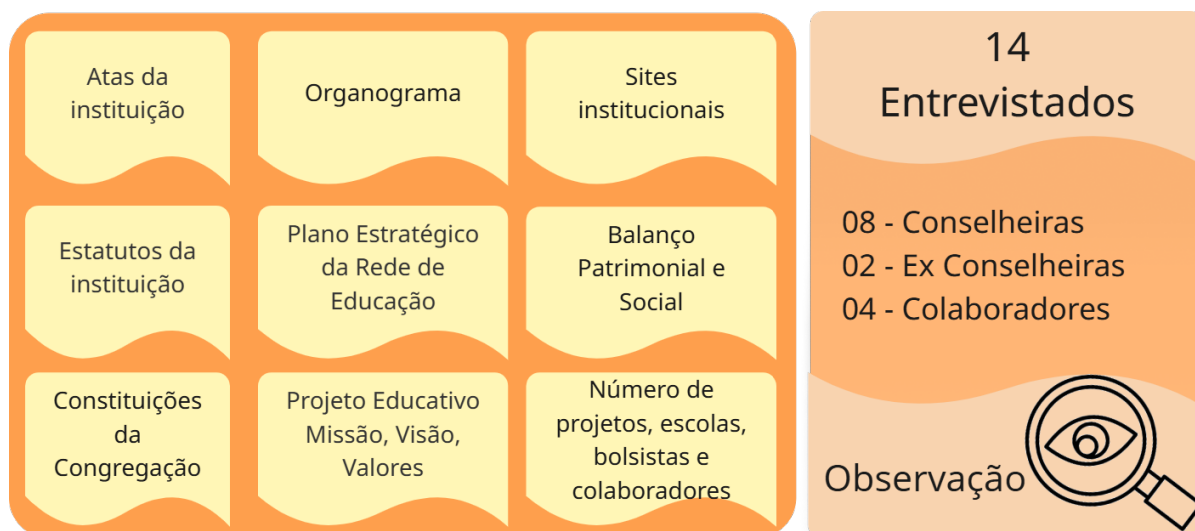 Atas da
instituição
Organograma
Sites
institucionais
Estatutos da
instituição
Plano Estratégico
da Rede de
Educação
Balanço
Patrimonial e
Social
Constituições
da
Congregação
Projeto Educativo
Missão, Visão,
Valores
Número de
projetos, escolas,
bolsistas e
colaboradores
14
Entrevistados
08 - Conselheiras
02 - Ex Conselheiras
04 - Colaboradores
Observação